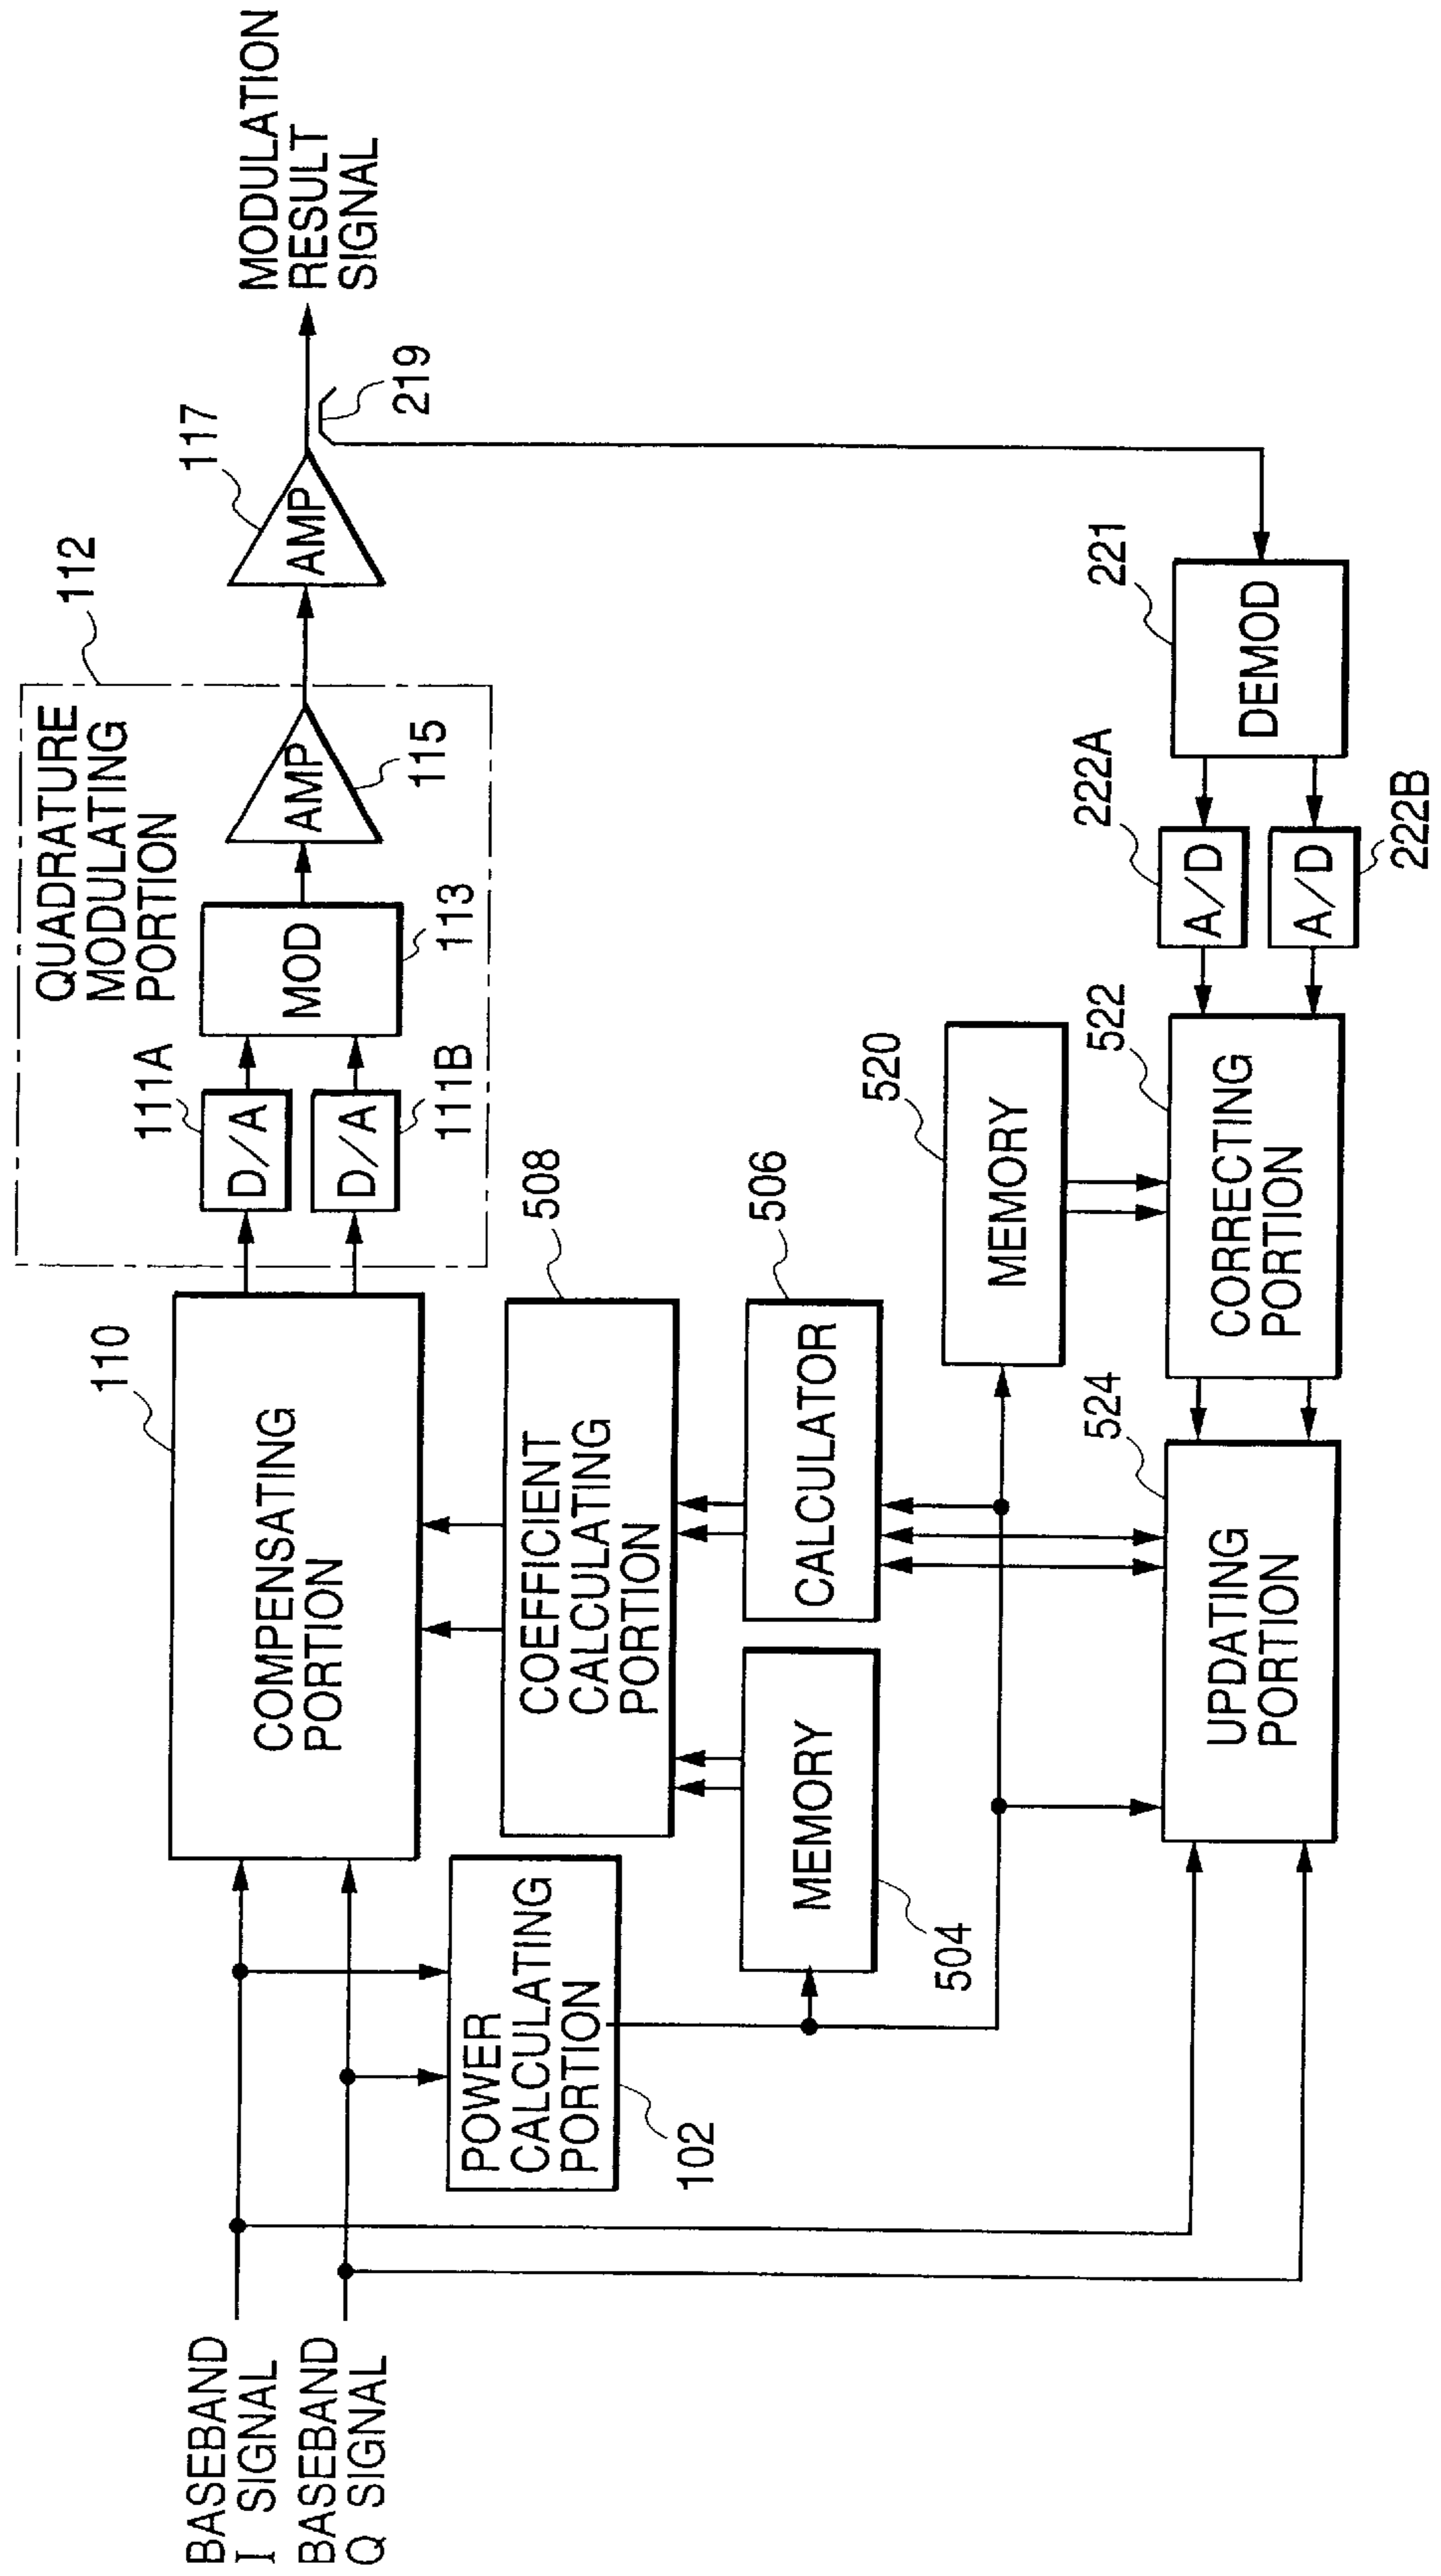 BASEBAND
I SIGNAL
BASEBAND
Q SIGNAL
POWER
CALCULATING
PORTION
102
COMPENSATING
PORTION
110
COEFFICIENT
CALCULATING
PORTION
508
MEMORY
504
CALCULATOR
506
MEMORY
520
UPDATING
PORTION
524
CORRECTING
PORTION
522
QUADRATURE
MODULATING
PORTION
112
D/A
111A
D/A
111B
MOD
113
AMP
115
AMP
117
219
MODULATION
RESULT
SIGNAL
DEMOD
221
A/D
222A
A/D
222B